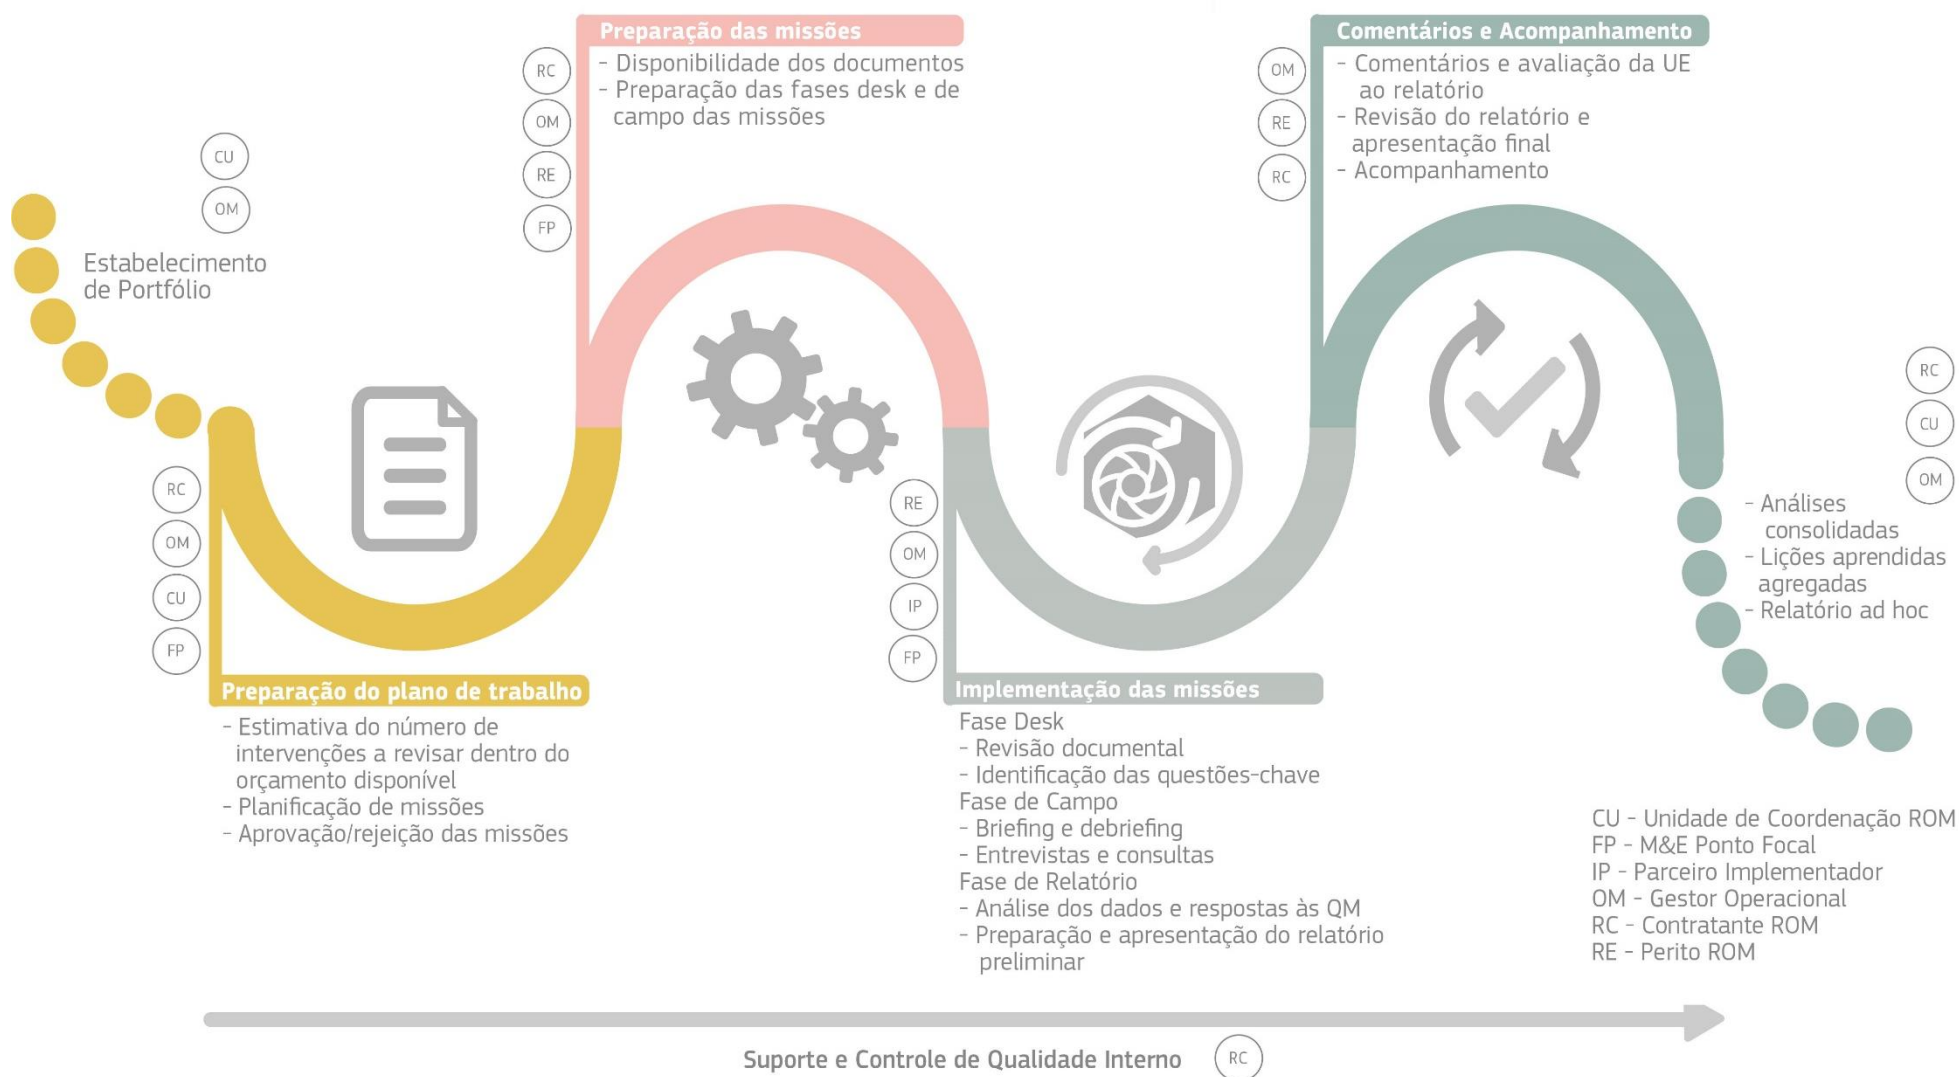 CU
OM
Estabelecimento
de Portfólio
RC
OM
CU
FP
Preparação do plano de trabalho
- Estimativa do número de
intervenções a revisar dentro do
orçamento disponível
- Planificação de missões
- Aprovação/rejeição das missões
RC
OM
RE
FP
Preparação das missões
- Disponibilidade dos documentos
- Preparação das fases desk e de
campo das missões
RE
OM
IP
FP
Implementação das missões
Fase Desk
- Revisão documental
- Identificação das questões-chave
Fase de Campo
- Briefing e debriefing
- Entrevistas e consultas
Fase de Relatório
- Análise dos dados e respostas às QM
- Preparação e apresentação do relatório
preliminar
OM
RE
RC
Comentários e Acompanhamento
- Comentários e avaliação da UE
ao relatório
- Revisão do relatório e
apresentação final
- Acompanhamento
RC
CU
OM
- Análises
consolidadas
- Lições aprendidas
agregadas
- Relatório ad hoc
CU - Unidade de Coordenação ROM
FP - M&E Ponto Focal
IP - Parceiro Implementador
OM - Gestor Operacional
RC - Contratante ROM
RE - Perito ROM
Suporte e Controle de Qualidade Interno
RC